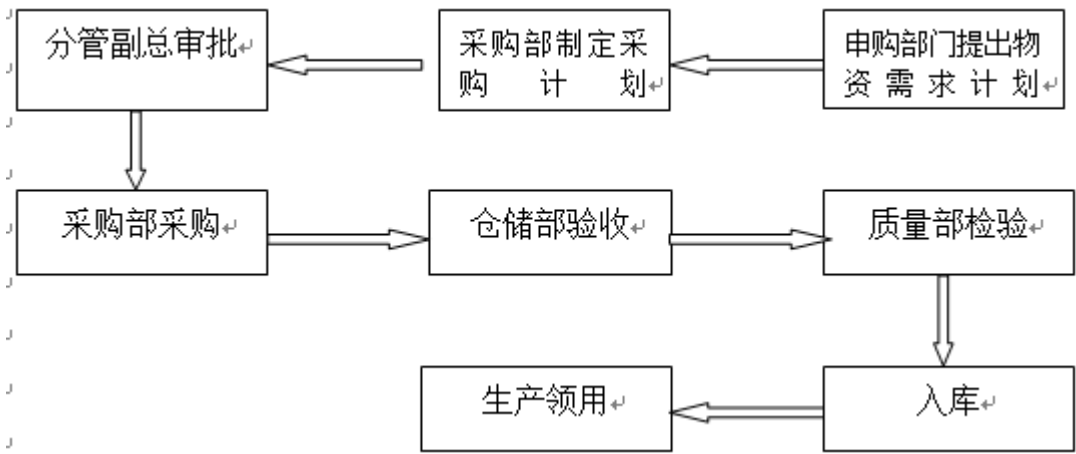 分管副总审批
采购部制定采
购计划
申购部门提出物
资需求计划
采购部采购
仓储部验收
质量部检验
生产领用
入库